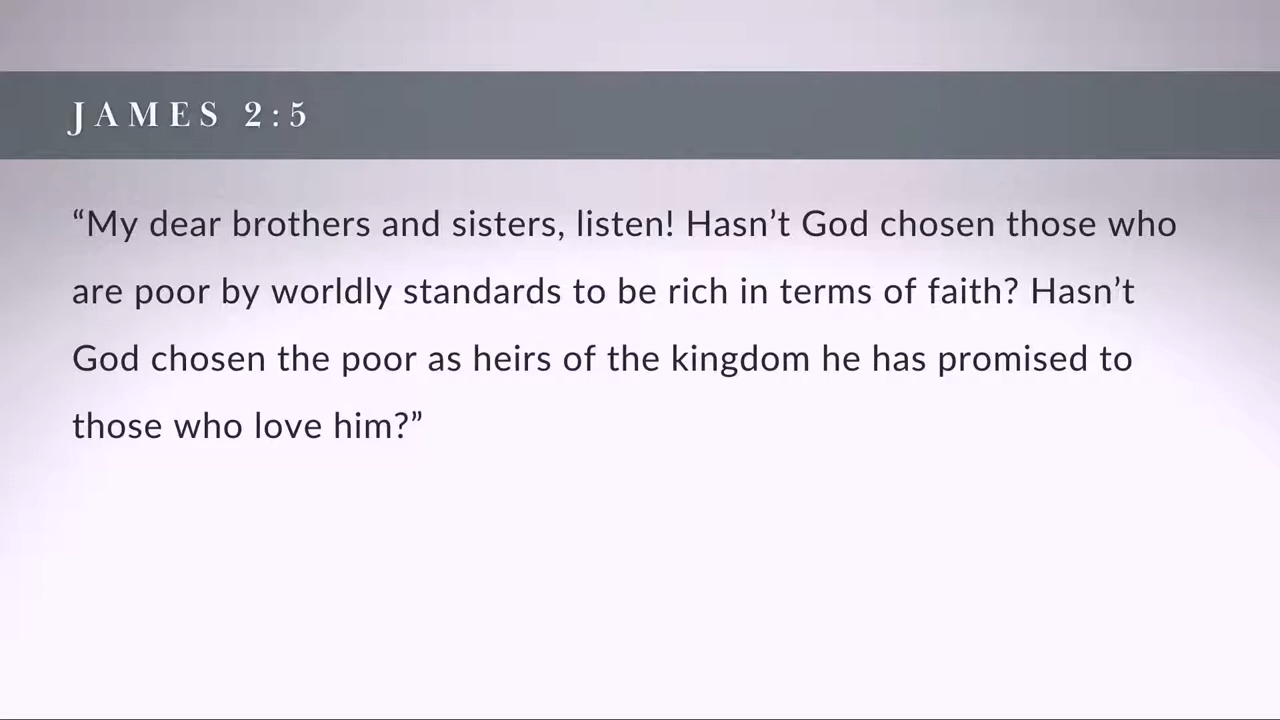 JAMES 2:5
“My dear brothers and sisters, listen! Hasn’t God chosen those who
are poor by worldly standards to be rich in terms of faith? Hasn’t
God chosen the poor as heirs of the kingdom he has promised to
those who love him?”